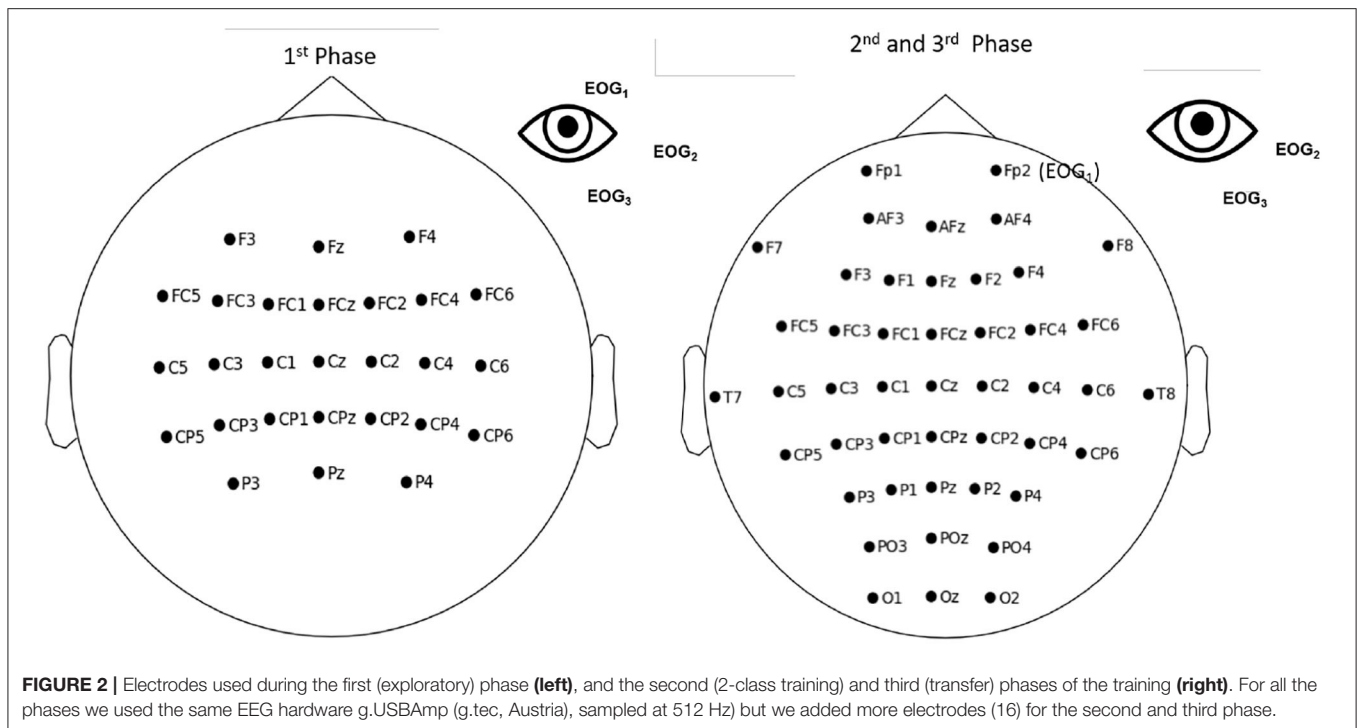 1st Phase
2nd and 3rd Phase
EOG1
EOG2
EOG3
F3 Fz F4
FC5 FC3 FC1 FCz FC2 FC4 FC6
C5 C3 C1 Cz C2 C4 C6
CP5 CP3 CP1 CPz CP2 CP4 CP6
P3 Pz P4
Fp1 Fp2 (EOG1)
EOG2
EOG3
AF3 AFz AF4
F7 F8
F3 F1 Fz F2 F4
FC5 FC3 FC1 FCz FC2 FC4 FC6
T7 C5 C3 C1 Cz C2 C4 C6 T8
CP5 CP3 CP1 CPz CP2 CP4 CP6
P3 P1 Pz P2 P4
PO3 POz PO4
O1 Oz O2
FIGURE 2 | Electrodes used during the first (exploratory) phase (left), and the second (2-class training) and third (transfer) phases of the training (right). For all the
phases we used the same EEG hardware g.USBAmp (g.tec, Austria), sampled at 512 Hz) but we added more electrodes (16) for the second and third phase.